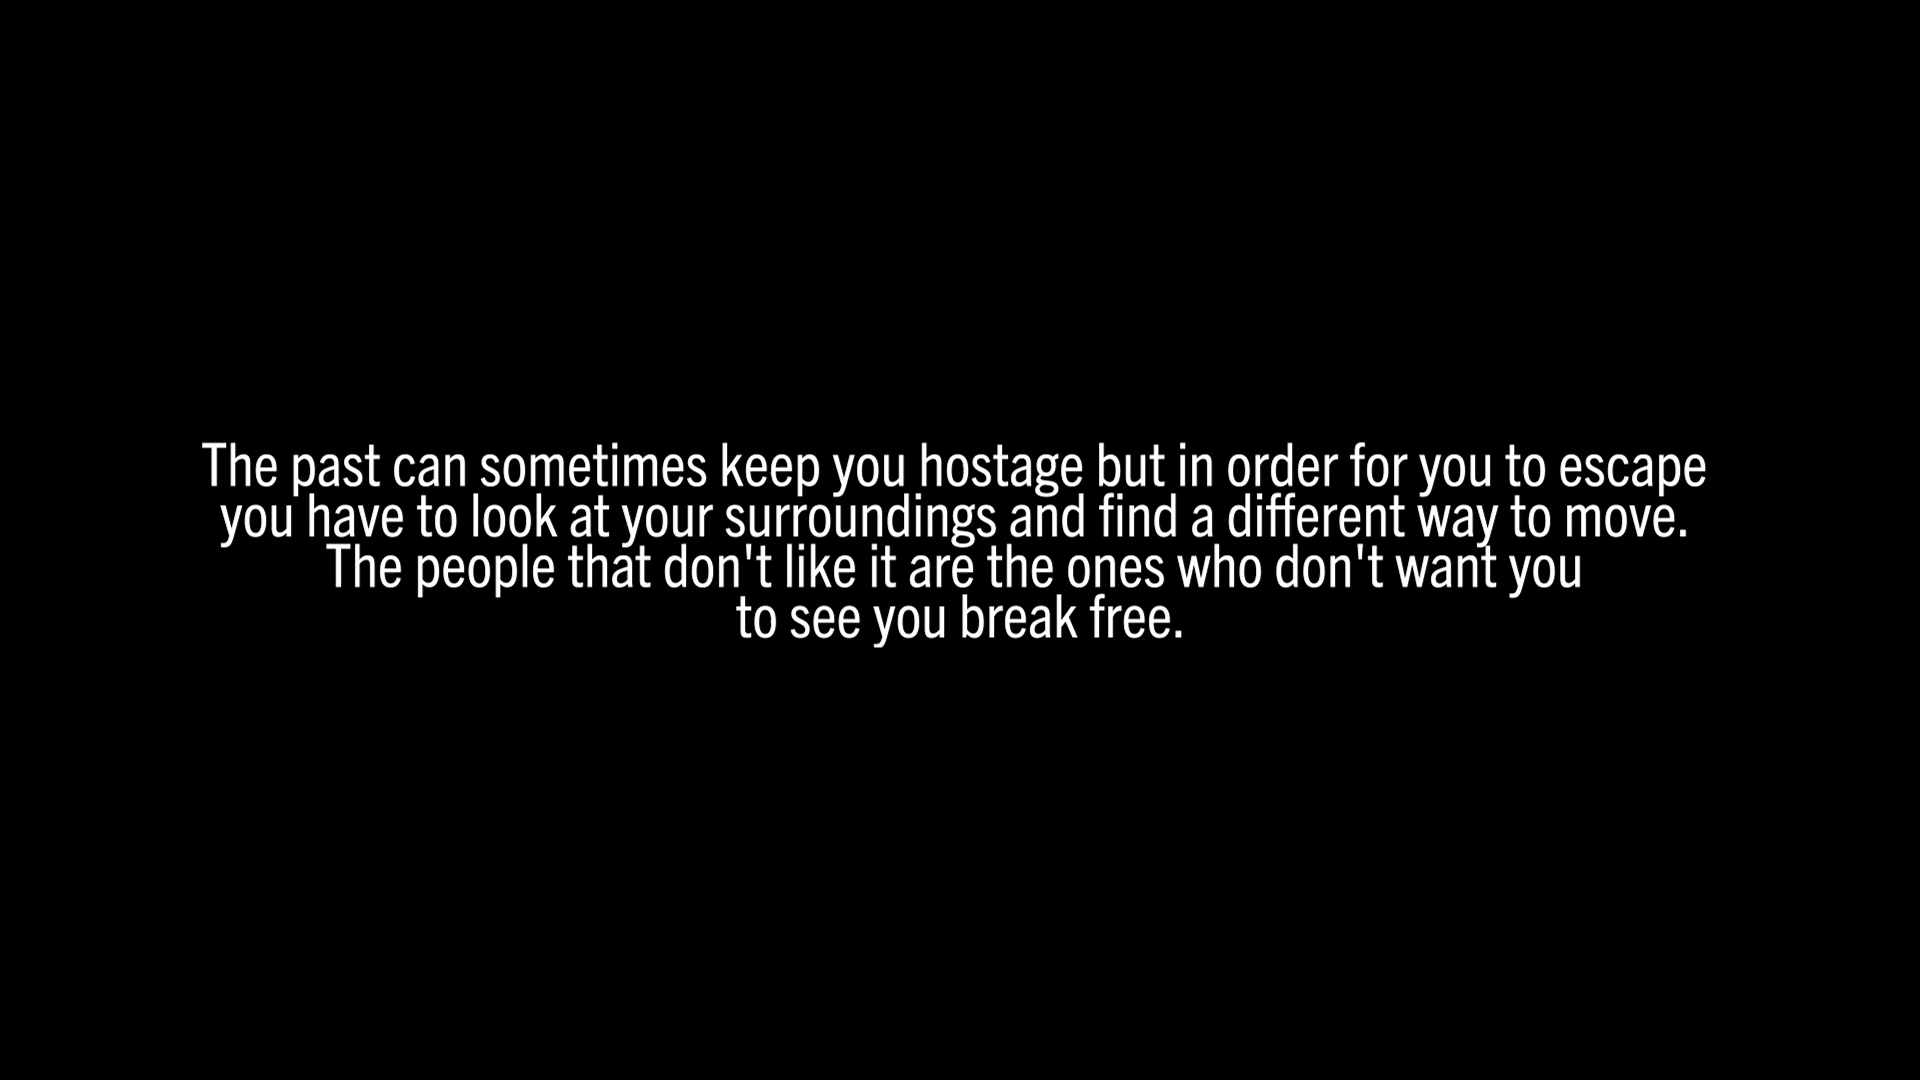 The past can sometimes keep you hostage but in order for you to escape
you have to look at your surroundings and find a different way to move.
The people that don't like it are the ones who don't want you
to see you break free.